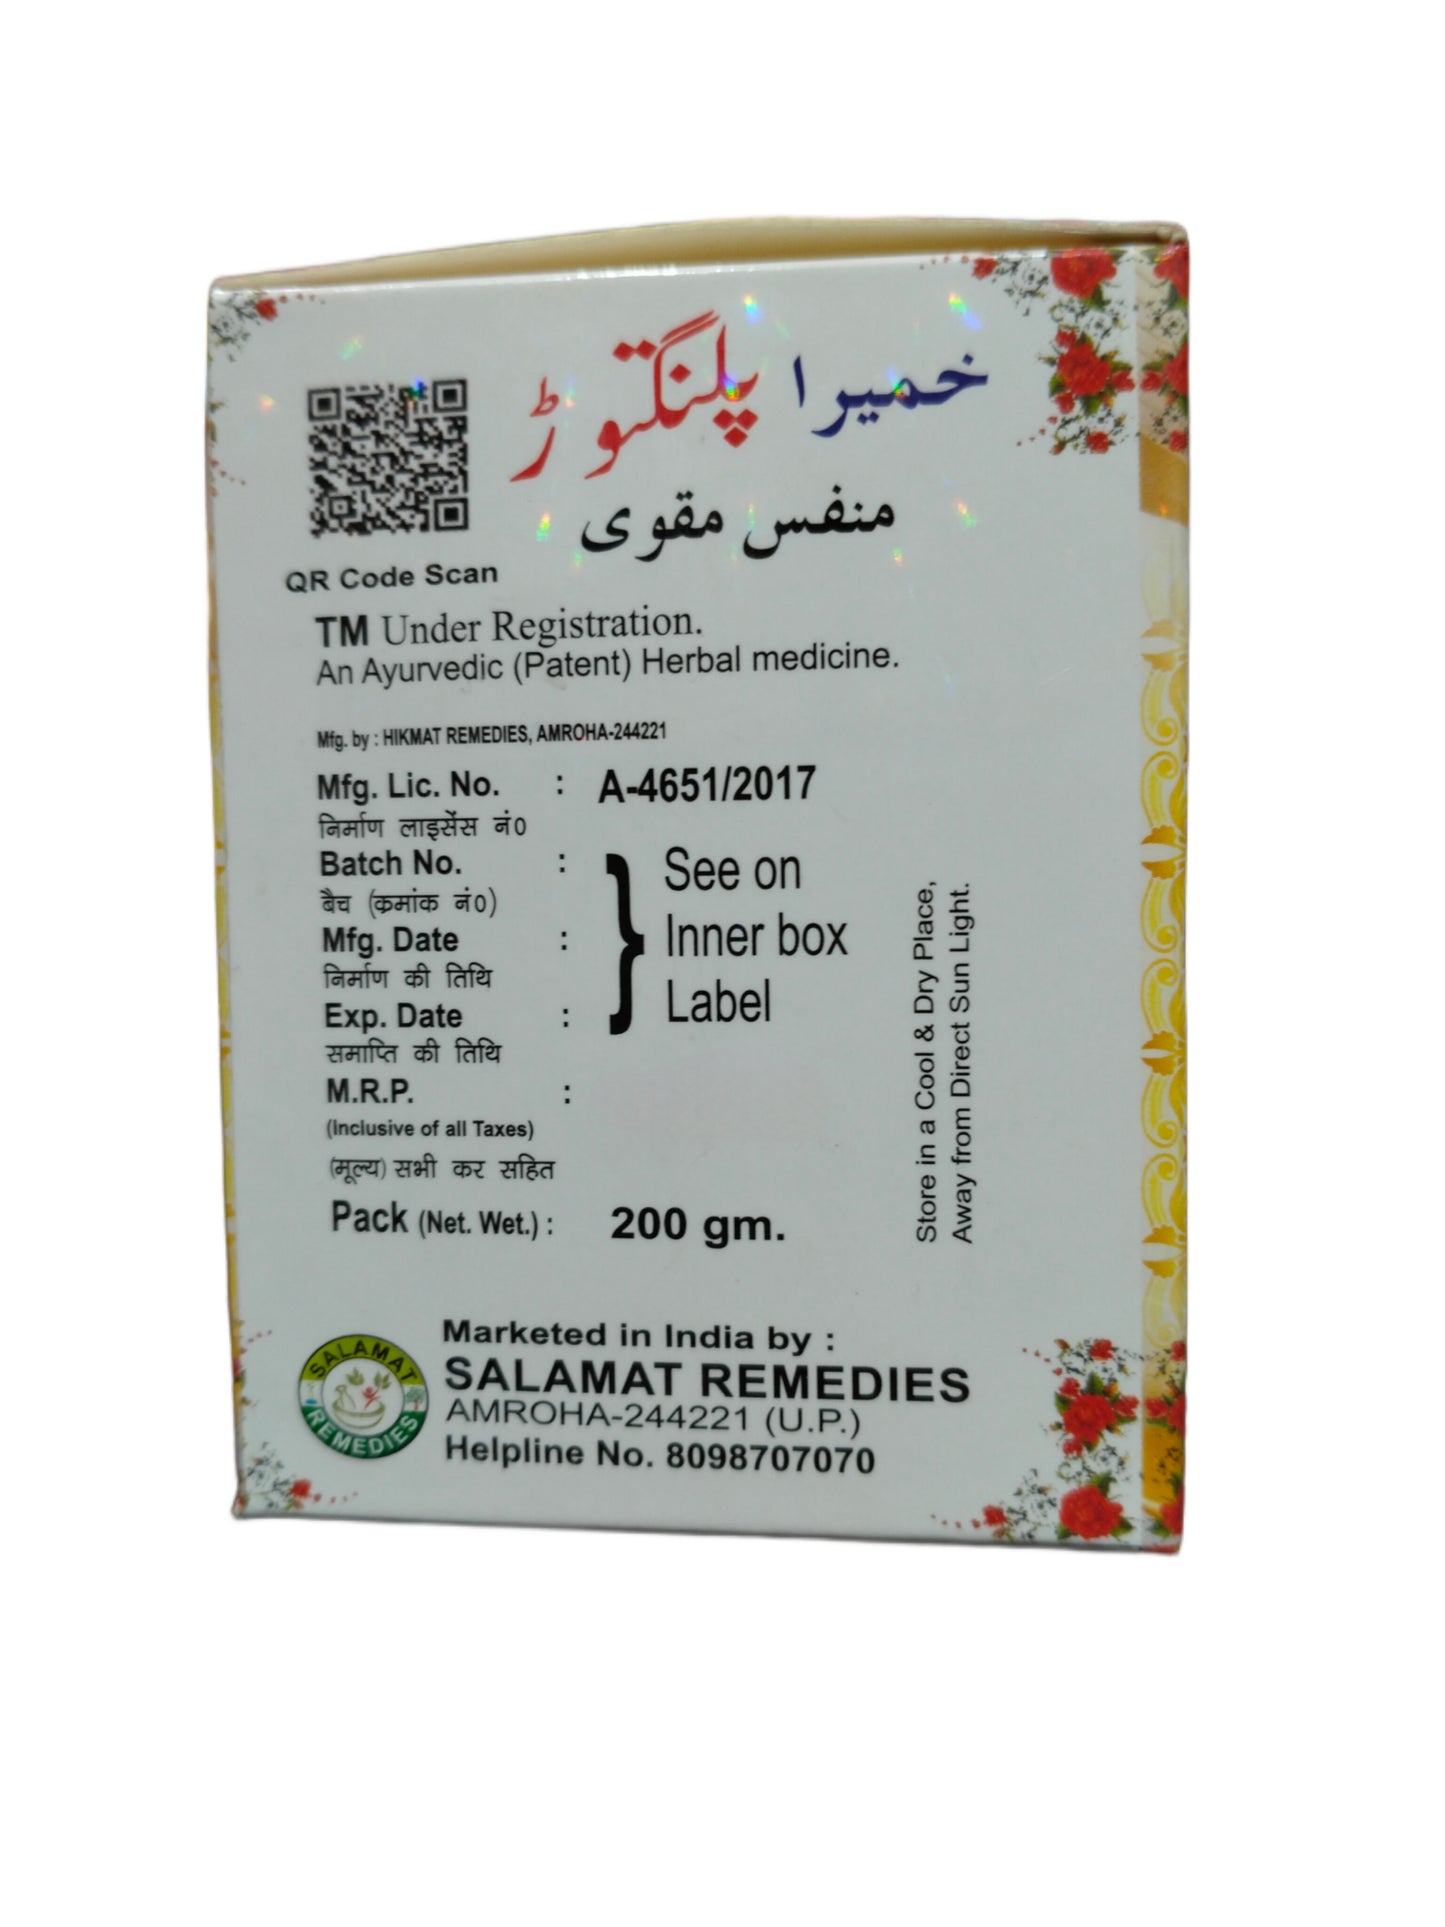 خمیرا پلنگتوڑ
منفس مقوی
QR Code Scan
TM Under Registration.
An Ayurvedic (Patent) Herbal medicine.
Mfg. by : HIKMAT REMEDIES, AMROHA-244221
Mfg. Lic. No. : A-4651/2017
निर्माण लाइसेंस नं0
Batch No. :
बैच (कमांक नं0)
Mfg. Date :
निर्माण की तिथि
Exp. Date :
समाप्ति की तिथि
} See on
Inner box
Label
M.R.P. :
(Inclusive of all Taxes)
(मूल्य) सभी कर सहित
Pack (Net. Wet.) : 200 gm.
Store in a Cool & Dry Place,
Away from Direct Sun Light.
SALAMAT
REMEDIES
Marketed in India by :
SALAMAT REMEDIES
AMROHA-244221 (U.P.)
Helpline No. 8098707070